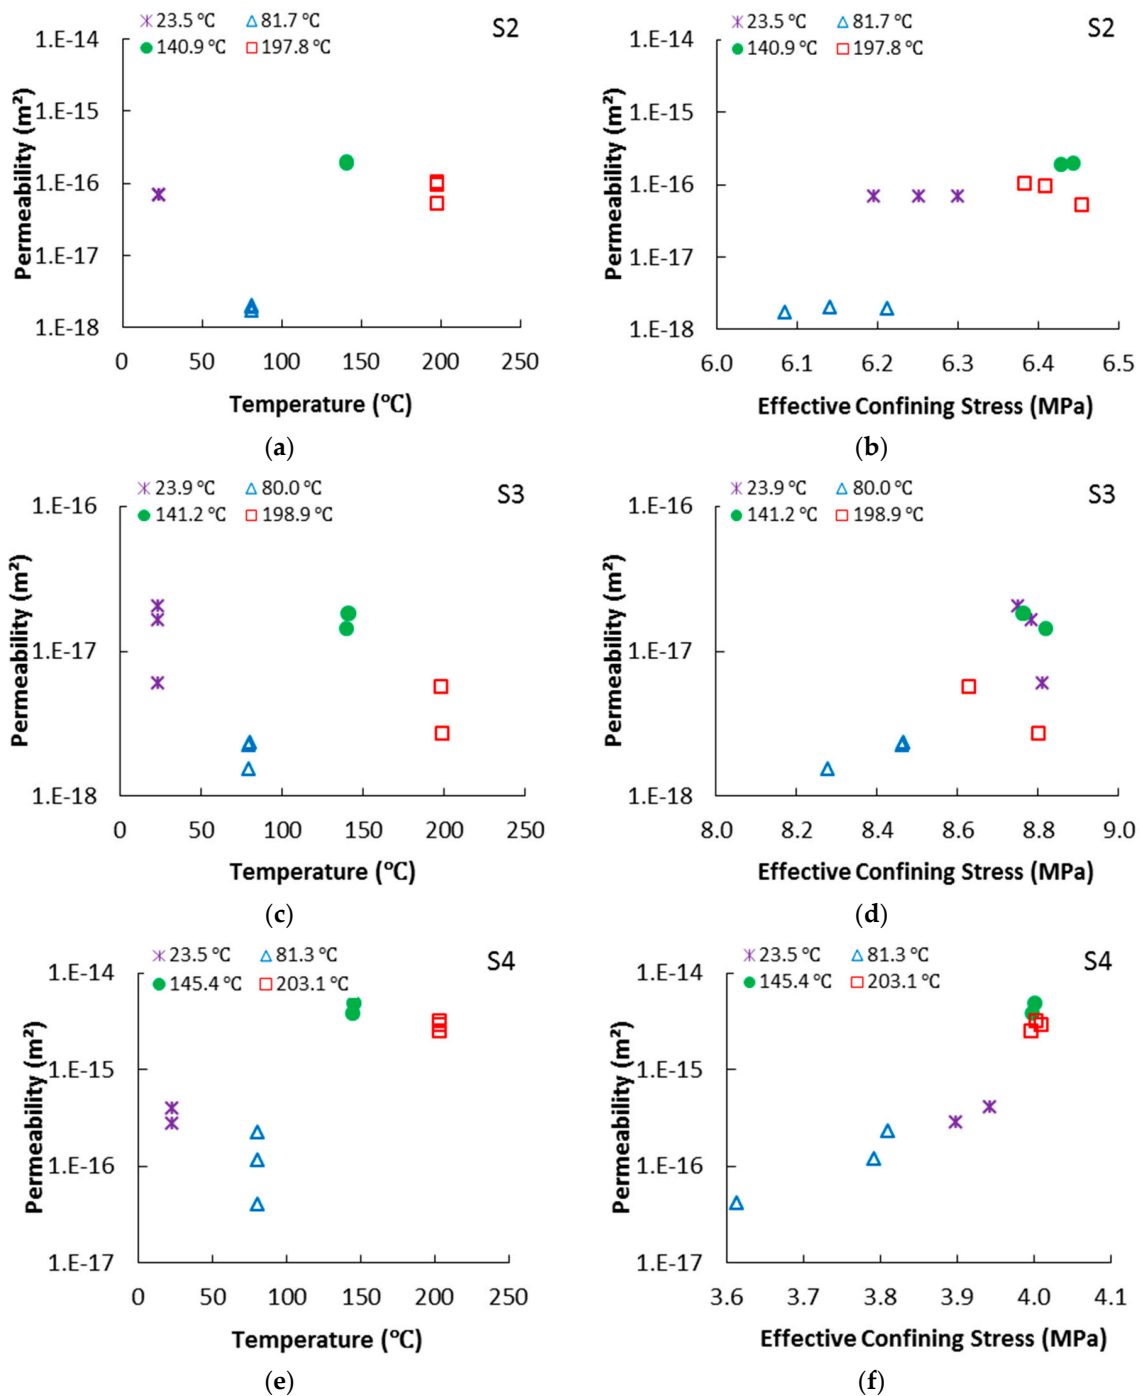 23.5 ℃ 81.7 ℃
140.9 ℃ 197.8 ℃
S2
1.E-14
1.E-15
1.E-16
1.E-17
1.E-18
Permeability (m²)
0 50 100 150 200 250
Temperature (℃)
(a)
23.5 ℃ 81.7 ℃
140.9 ℃ 197.8 ℃
S2
1.E-14
1.E-15
1.E-16
1.E-17
1.E-18
Permeability (m²)
6.0 6.1 6.2 6.3 6.4 6.5
Effective Confining Stress (MPa)
(b)
23.9 ℃ 80.0 ℃
141.2 ℃ 198.9 ℃
S3
1.E-16
1.E-17
1.E-18
Permeability (m²)
0 50 100 150 200 250
Temperature (℃)
(c)
23.9 ℃ 80.0 ℃
141.2 ℃ 198.9 ℃
S3
1.E-16
1.E-17
1.E-18
Permeability (m²)
8.0 8.2 8.4 8.6 8.8 9.0
Effective Confining Stress (MPa)
(d)
23.5 ℃ 81.3 ℃
145.4 ℃ 203.1 ℃
S4
1.E-14
1.E-15
1.E-16
1.E-17
Permeability (m²)
0 50 100 150 200 250
Temperature (℃)
(e)
23.5 ℃ 81.3 ℃
145.4 ℃ 203.1 ℃
S4
1.E-14
1.E-15
1.E-16
1.E-17
Permeability (m²)
3.6 3.7 3.8 3.9 4.0 4.1
Effective Confining Stress (MPa)
(f)